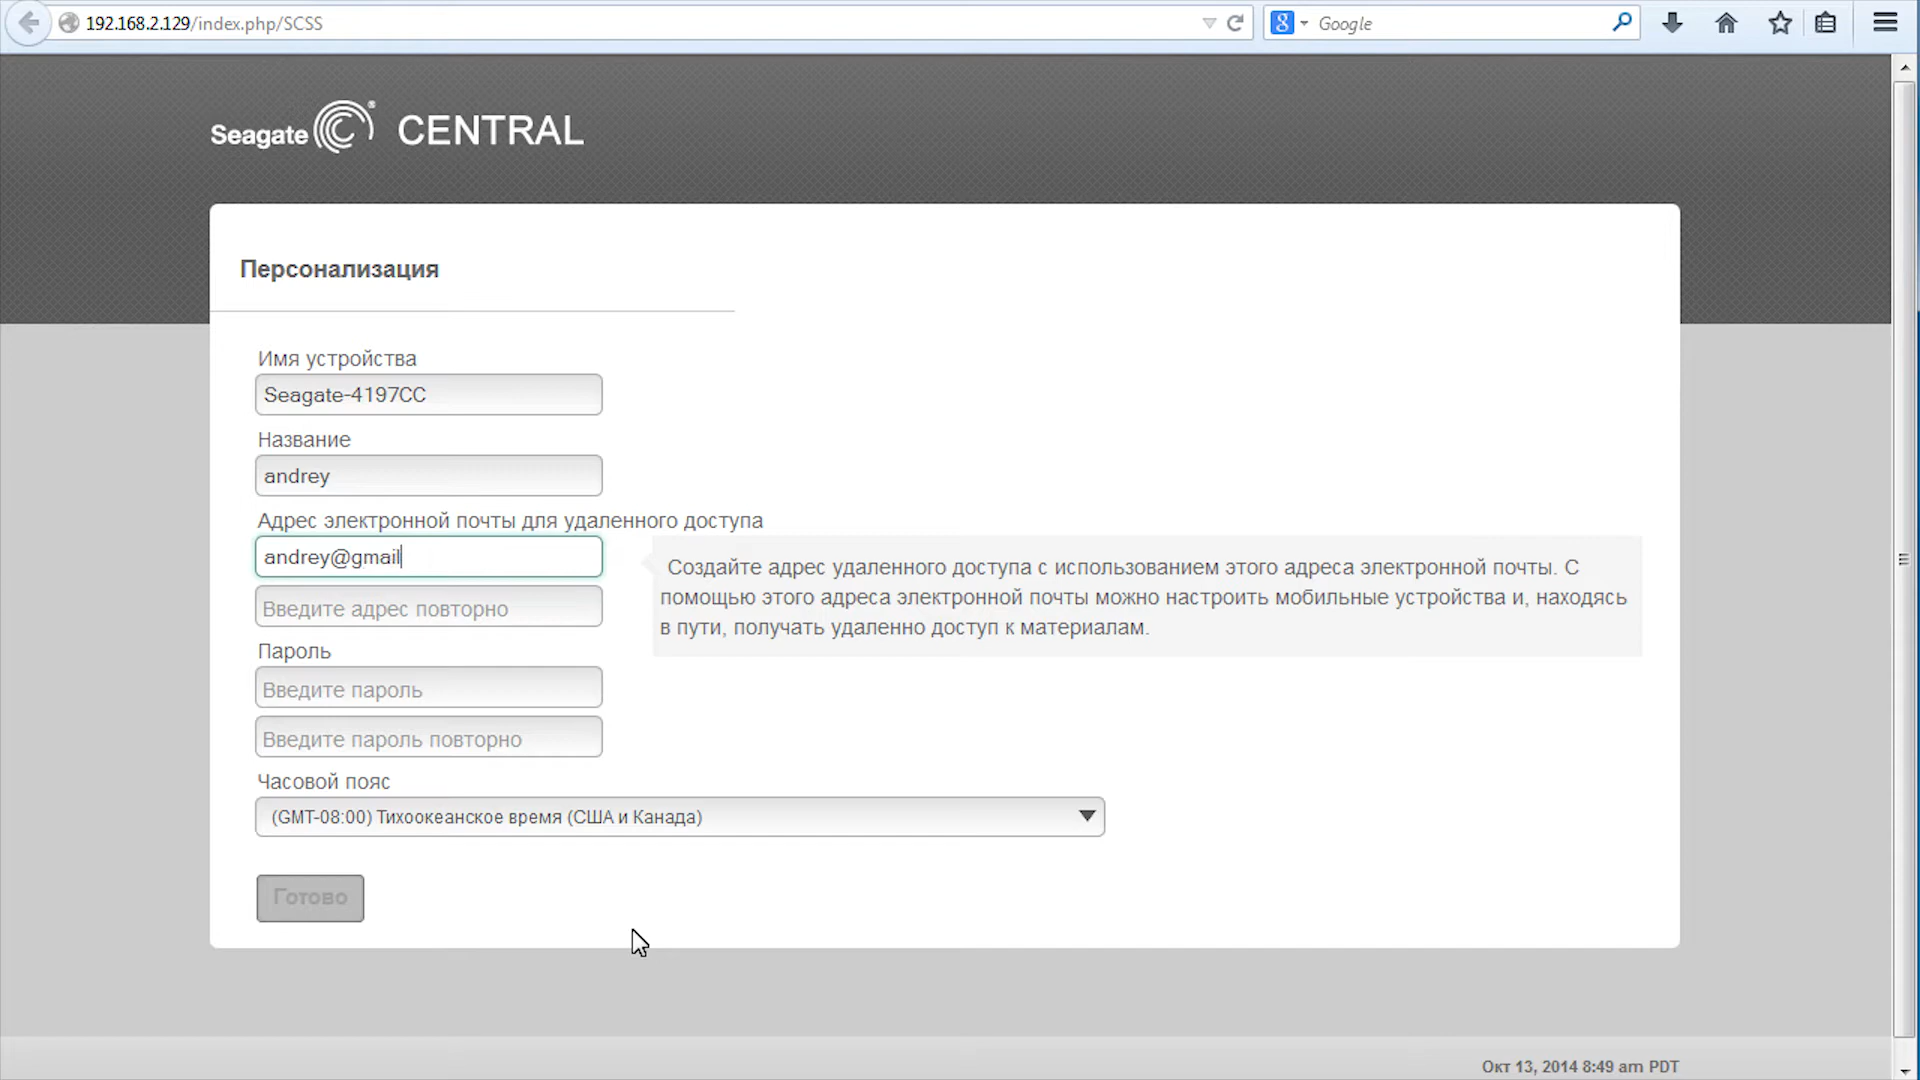 192.168.2.129/index.php/SCSS
8
Google
Seagate® CENTRAL
Персонализация
Имя устройства
Seagate-4197CC
Название
andrey
Адрес электронной почты для удаленного доступа
andrey@gmail
Создайте адрес удаленного доступа с использованием этого адреса электронной почты. С
помощью этого адреса электронной почты можно настроить мобильные устройства и, находясь
в пути, получать удаленно доступ к материалам.
Введите адрес повторно
Пароль
Введите пароль
Введите пароль повторно
Часовой пояс
(GMT-08:00) Тихоокеанское время (США и Канада)
Готово
Окт 13, 2014 8:49 am PDT